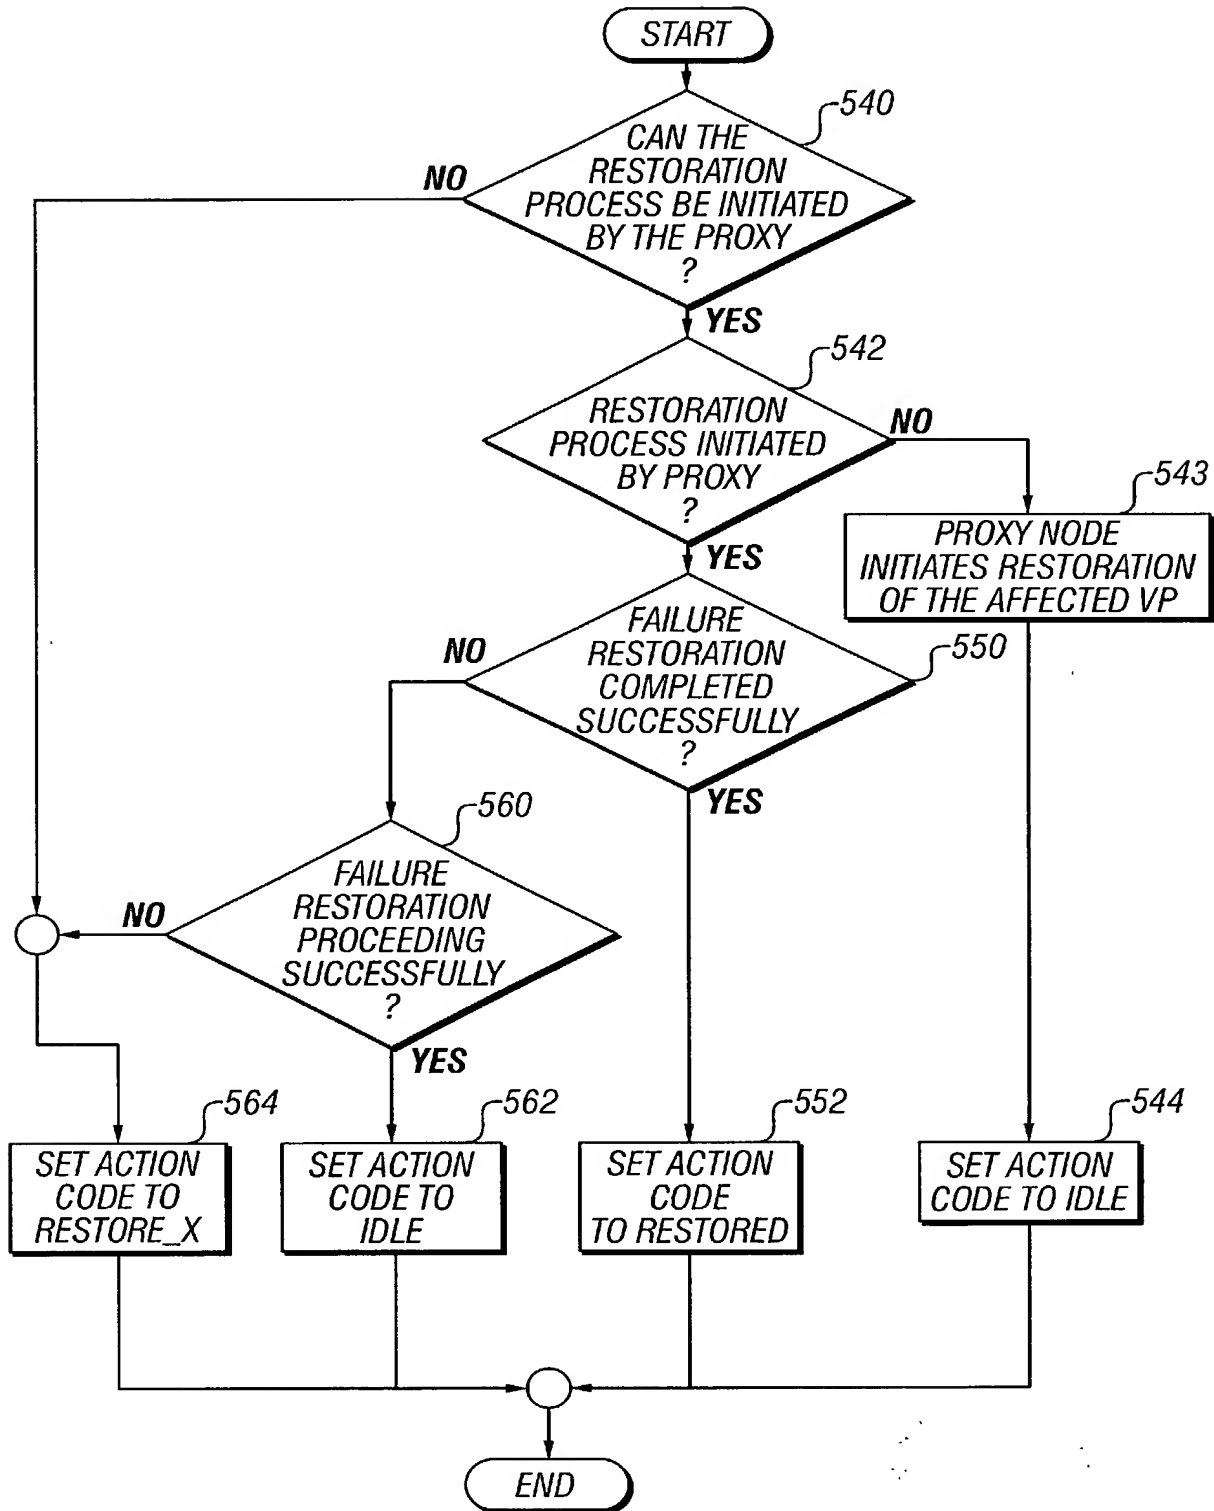 START
540
CAN THE
RESTORATION
PROCESS BE INITIATED
BY THE PROXY
?
NO
YES
542
RESTORATION
PROCESS INITIATED
BY PROXY
?
NO
YES
543
PROXY NODE
INITIATES RESTORATION
OF THE AFFECTED VP
FAILURE
RESTORATION
COMPLETED
SUCCESSFULLY
?
550
NO
YES
560
FAILURE
RESTORATION
PROCEEDING
SUCCESSFULLY
?
NO
YES
564
SET ACTION
CODE TO
RESTORE_X
562
SET ACTION
CODE TO
IDLE
552
SET ACTION
CODE
TO RESTORED
544
SET ACTION
CODE TO IDLE
END